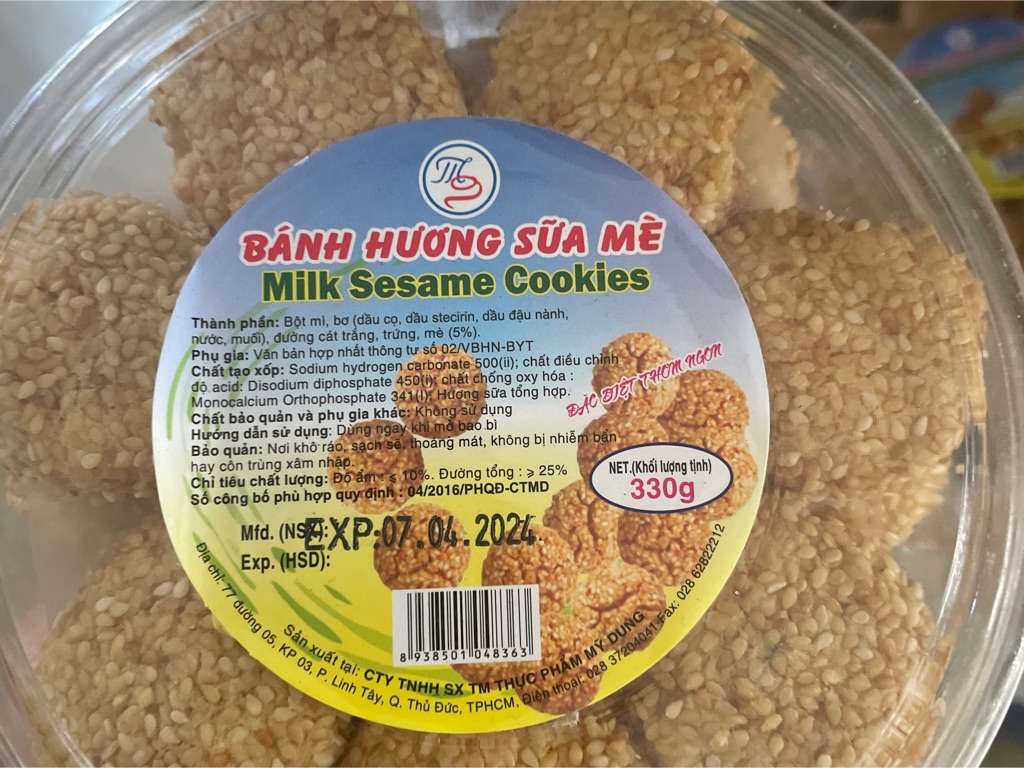 BÁNH HƯƠNG SỮA MÈ
Milk Sesame Cookies
Thành phần: Bột mì, bơ (dầu cọ, dầu stecirin, dầu đậu nành,
nước, muối), đường cát trắng, trứng, mè (5%).
Phụ gia: Văn bản hợp nhất thông tư số 02/VBHN-BYT
Chất tạo xốp: Sodium hydrogen carbonate 500(ii); chất điều chỉnh
độ acid: Disodium diphosphate 450(i); chất chống oxy hóa :
Monocalcium Orthophosphate 341(I), Hương sữa tổng hợp.
Chất bảo quản và phụ gia khác: Không sử dụng
Hướng dẫn sử dụng: Dùng ngay khi mở bao bì
Bảo quản: Nơi khô ráo, sạch sẽ, thoáng mát, không bị nhiễm bẩn
hay côn trùng xâm nhập.
Chỉ tiêu chất lượng: Độ ẩm : ≤ 10%. Đường tổng : ≥ 25%
Số công bố phù hợp quy định : 04/2016/PHQĐ-CTMD
ĐẶC BIỆT THƠM NGON
NET.(Khối lượng tịnh)
330g
Mfd. (NSX):
EXP:07.04.2024
Exp. (HSD):
8 938501 048363
Sản xuất tại: CTY TNHH SX TM THỰC PHẨM MỸ DUNG
Địa chỉ: 77 đường 05, KP 03, P. Linh Tây, Q. Thủ Đức, TPHCM, Điện thoại: 028 37204041-Fax: 028 62822212